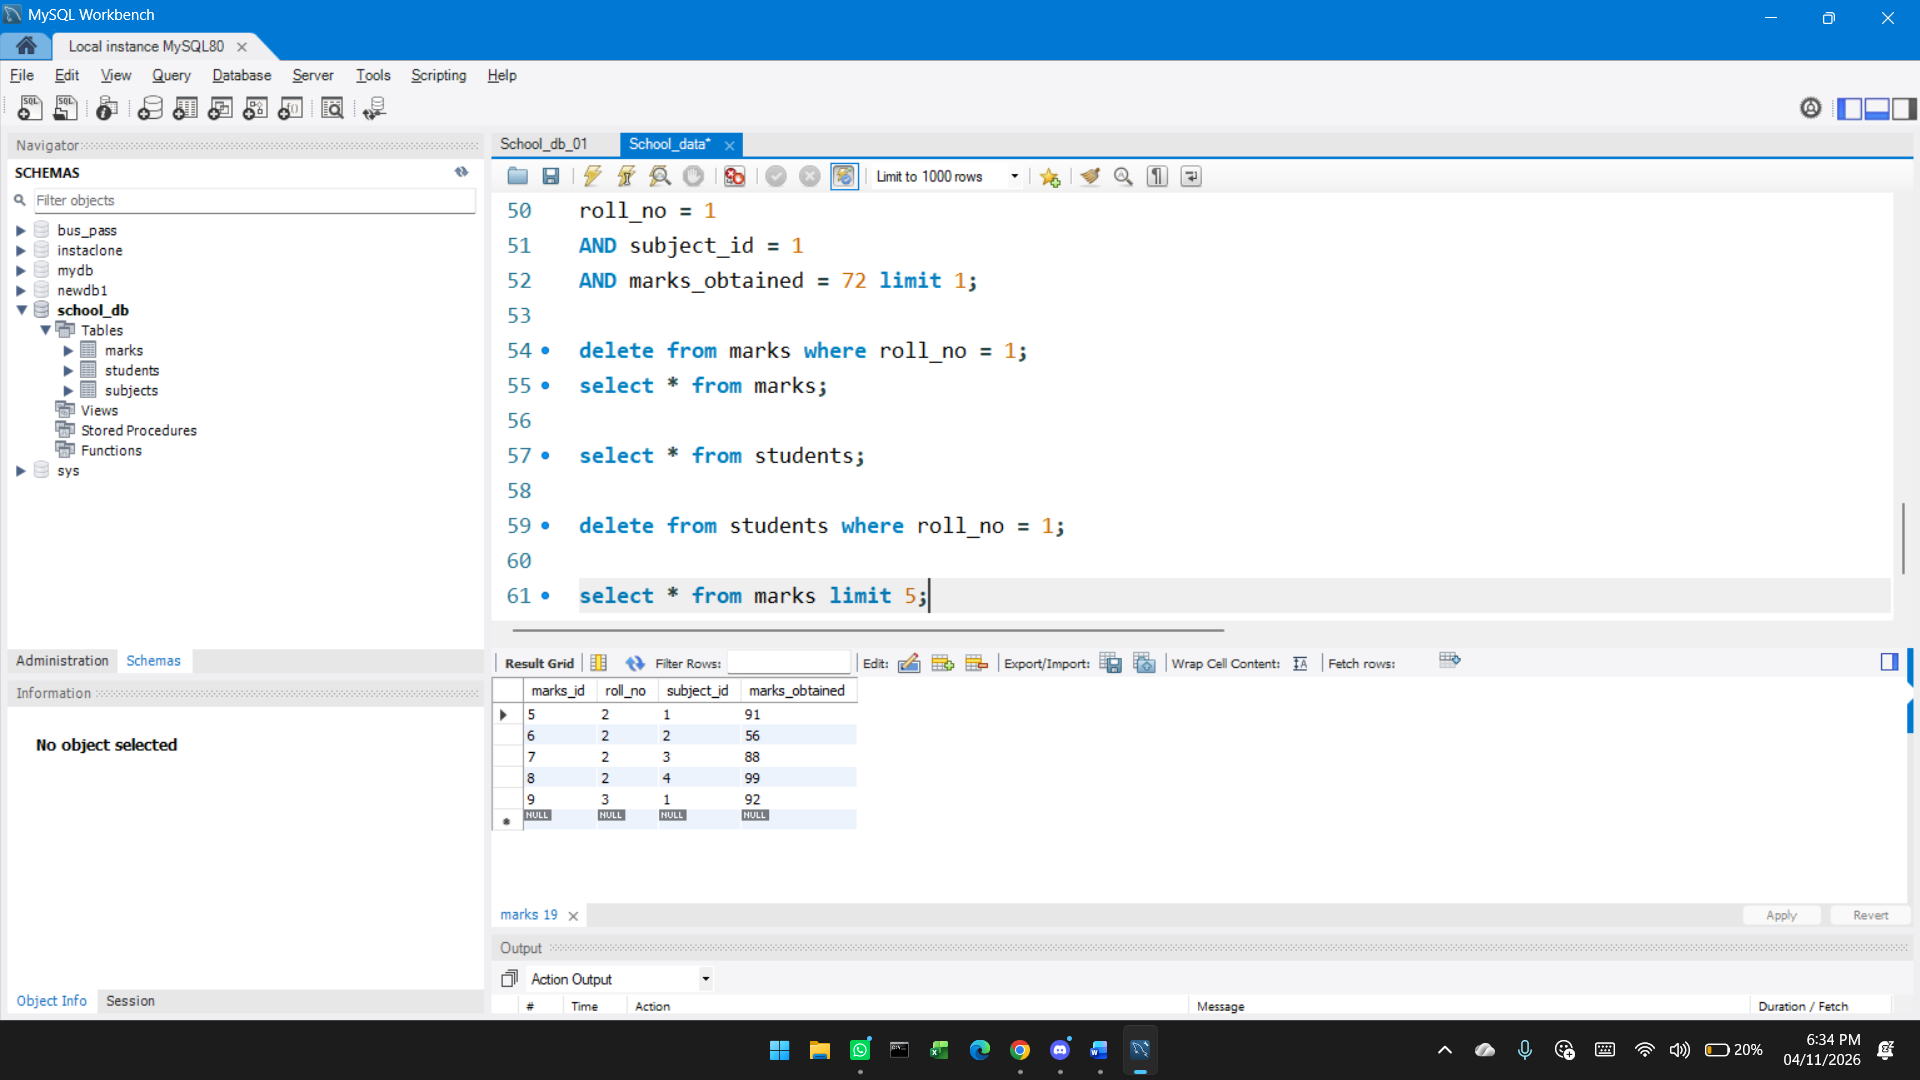 MySQL Workbench
Local instance MySQL80
File Edit View Query Database Server Tools Scripting Help
Navigator
SCHEMAS
Filter objects
bus_pass
instaclone
mydb
newdb1
school_db
Tables
marks
students
subjects
Views
Stored Procedures
Functions
sys
Administration Schemas
Information
No object selected
Object Info Session
School_db_01 School_data*
Limit to 1000 rows
50 roll_no = 1
51 AND subject_id = 1
52 AND marks_obtained = 72 limit 1;
53
54 delete from marks where roll_no = 1;
55 select * from marks;
56
57 select * from students;
58
59 delete from students where roll_no = 1;
60
61 select * from marks limit 5;
Result Grid Filter Rows: Edit: Export/Import: Wrap Cell Content: Fetch rows:
marks_id roll_no subject_id marks_obtained
5 2 1 91
6 2 2 56
7 2 3 88
8 2 4 99
9 3 1 92
NULL NULL NULL NULL
marks 19
Apply Revert
Output
Action Output
# Time Action Message Duration / Fetch
20%
6:34 PM
04/11/2026